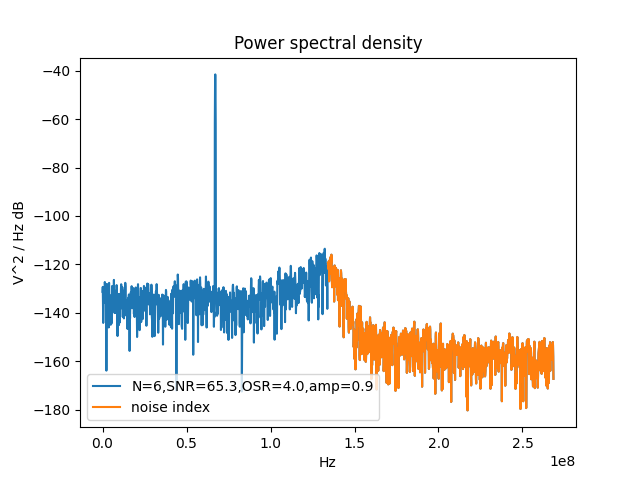 Power spectral density
V^2 / Hz dB
−40
−60
−80
−100
−120
−140
−160
−180
N=6,SNR=65.3,OSR=4.0,amp=0.9
noise index
0.0 0.5 1.0 1.5 2.0 2.5
1e8
Hz